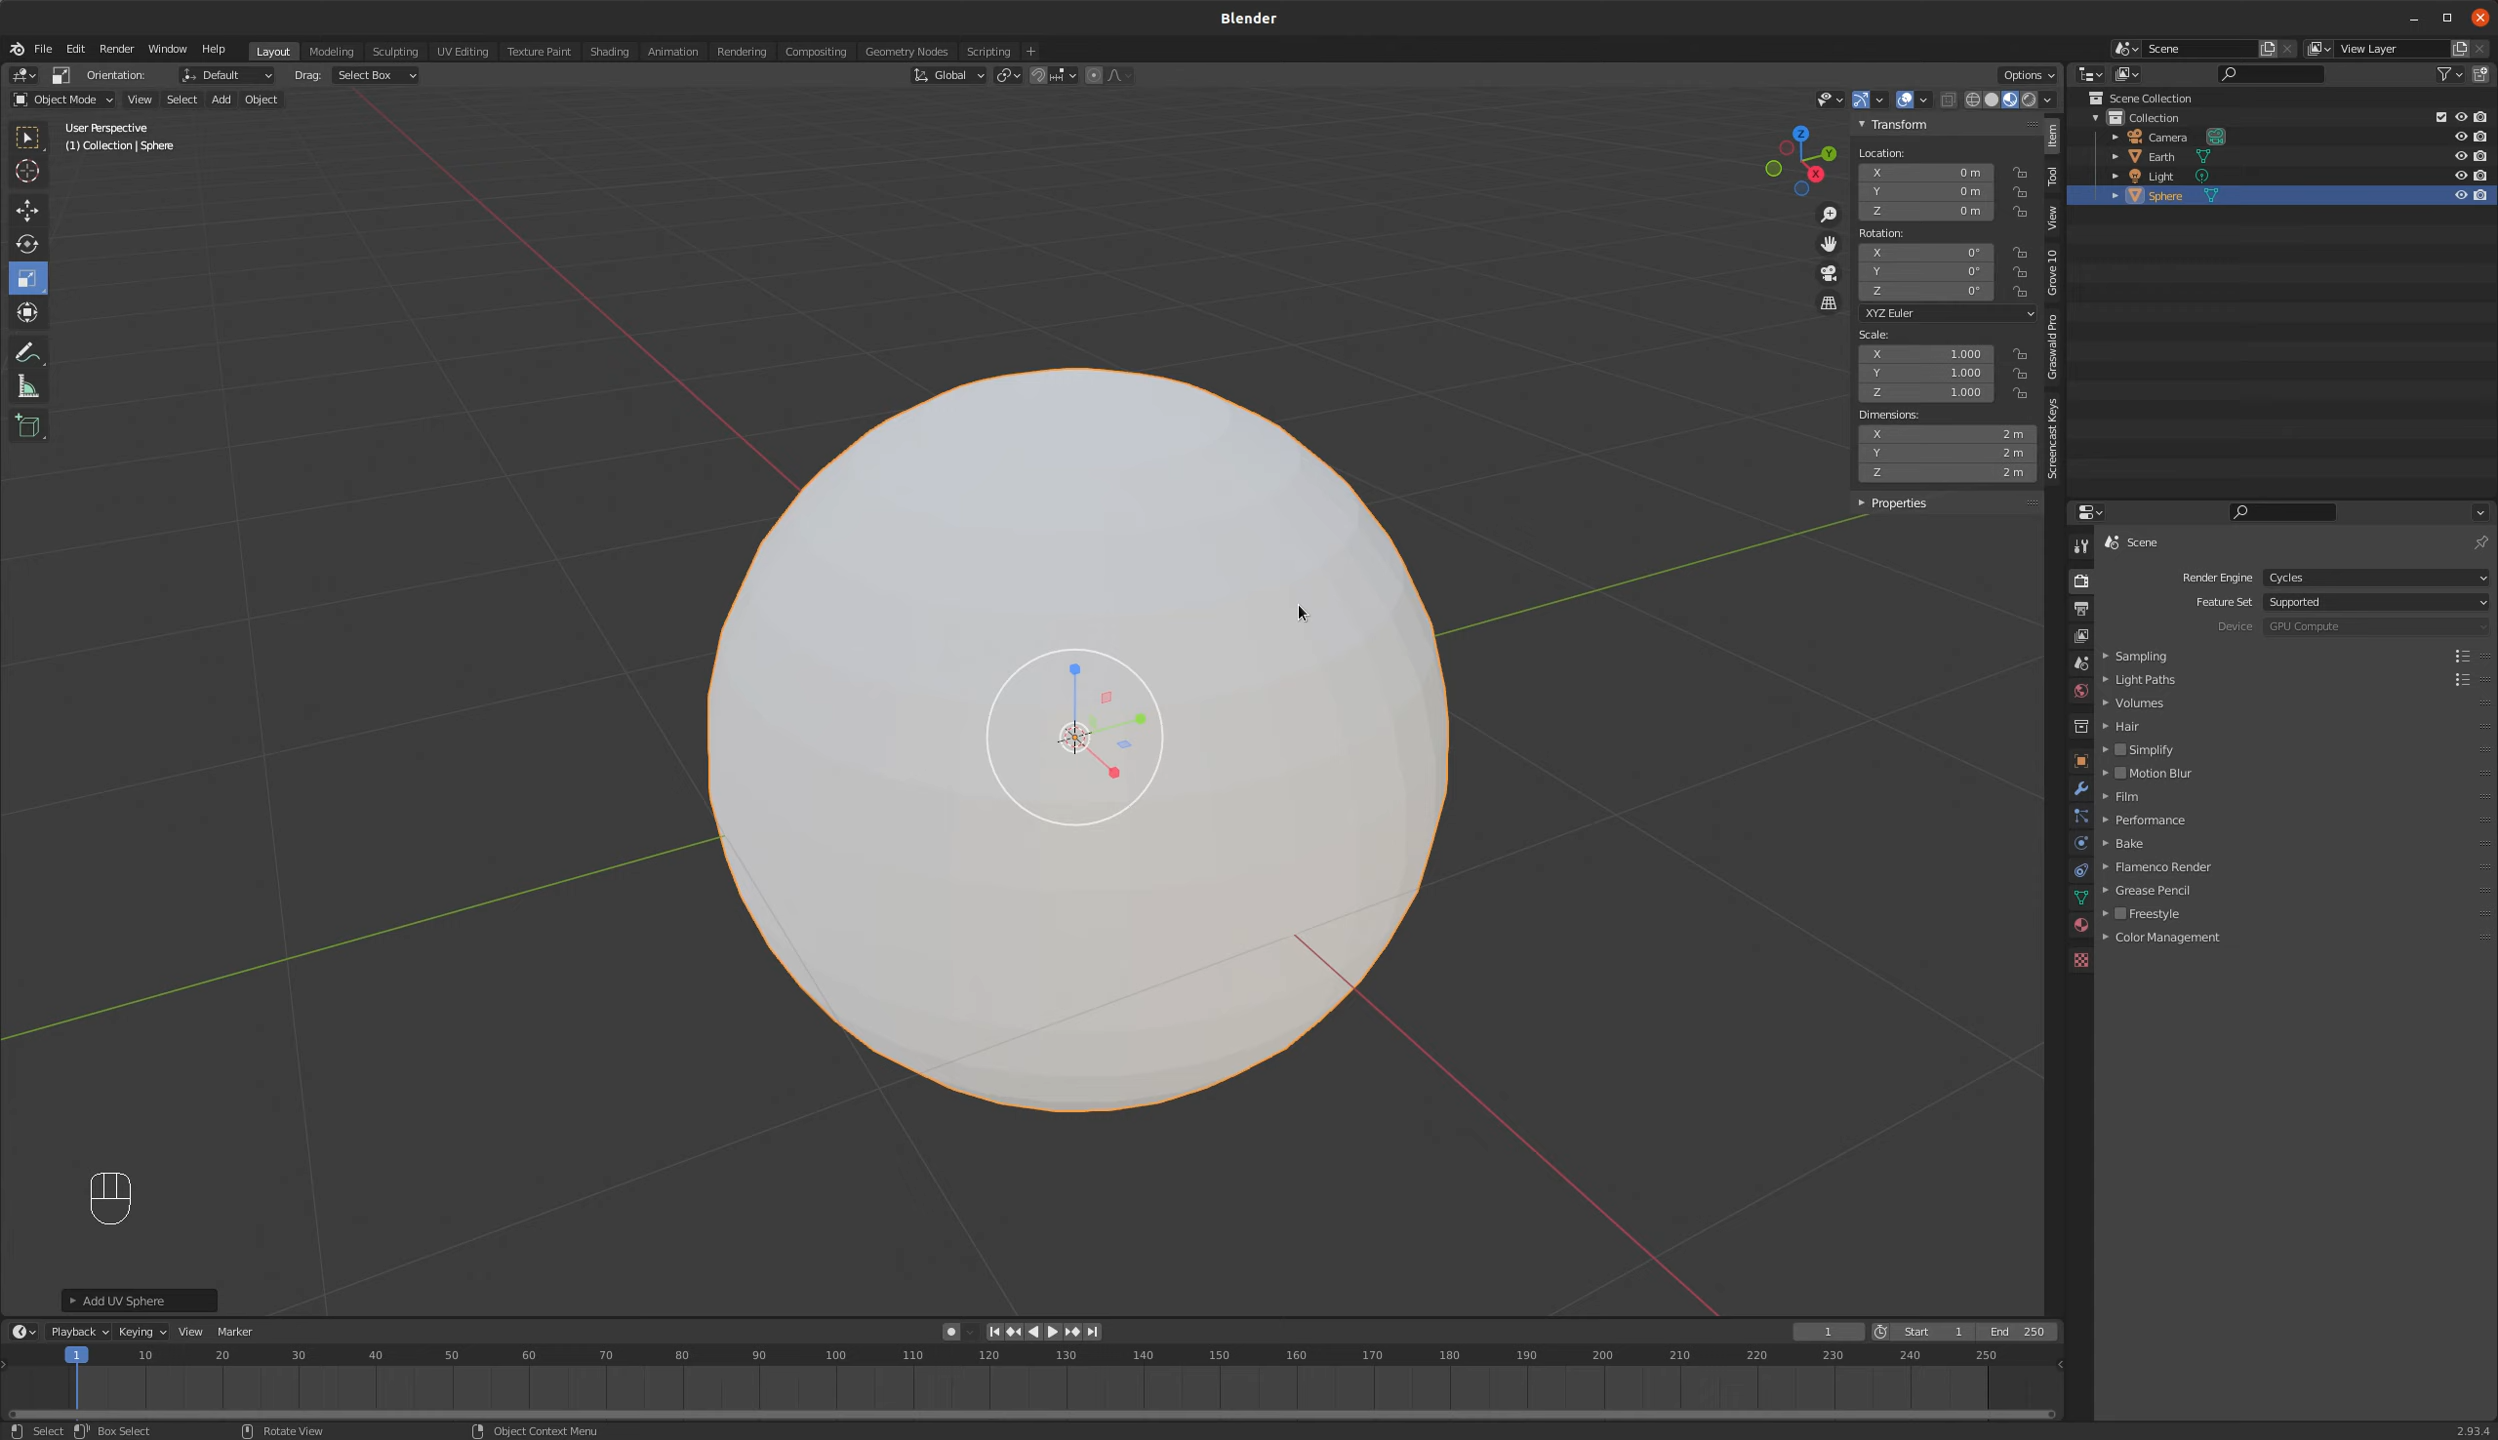 Blender
File Edit Render Window Help Layout Modeling Sculpting UV Editing Texture Paint Shading Animation Rendering Compositing Geometry Nodes Scripting + Scene View Layer
Orientation: Default Drag: Select Box Global Options
Object Mode View Select Add Object
User Perspective
(1) Collection | Sphere
Z
Y
X
Transform
Location:
X 0 m
Y 0 m
Z 0 m
Rotation:
X 0°
Y 0°
Z 0°
XYZ Euler
Scale:
X 1.000
Y 1.000
Z 1.000
Dimensions:
X 2 m
Y 2 m
Z 2 m
Properties
Item
Tool
View
Grove 10
Graswald Pro
Screencast Keys
Scene Collection
Collection
Camera
Earth
Light
Sphere
Scene
Render Engine Cycles
Feature Set Supported
Device GPU Compute
Sampling
Light Paths
Volumes
Hair
Simplify
Motion Blur
Film
Performance
Bake
Flamenco Render
Grease Pencil
Freestyle
Color Management
Add UV Sphere
Playback Keying View Marker 1 Start 1 End 250
1 10 20 30 40 50 60 70 80 90 100 110 120 130 140 150 160 170 180 190 200 210 220 230 240 250
Select Box Select Rotate View Object Context Menu 2.93.4